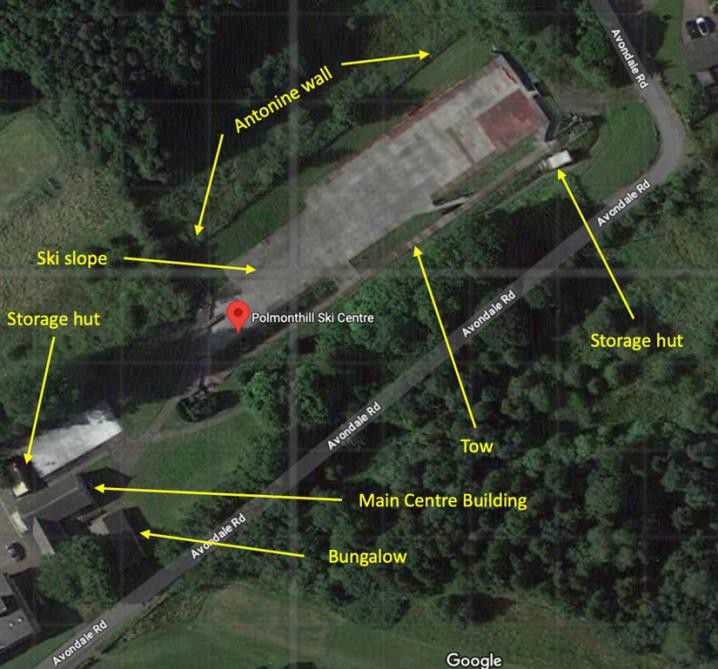 Avondale Rd
Antonine wall
Avondale Rd
Ski slope
Avondale Rd
Storage hut
Polmonthill Ski Centre
Storage hut
Avondale Rd
Tow
Main Centre Building
Avondale Rd
Bungalow
Avondale Rd
Google